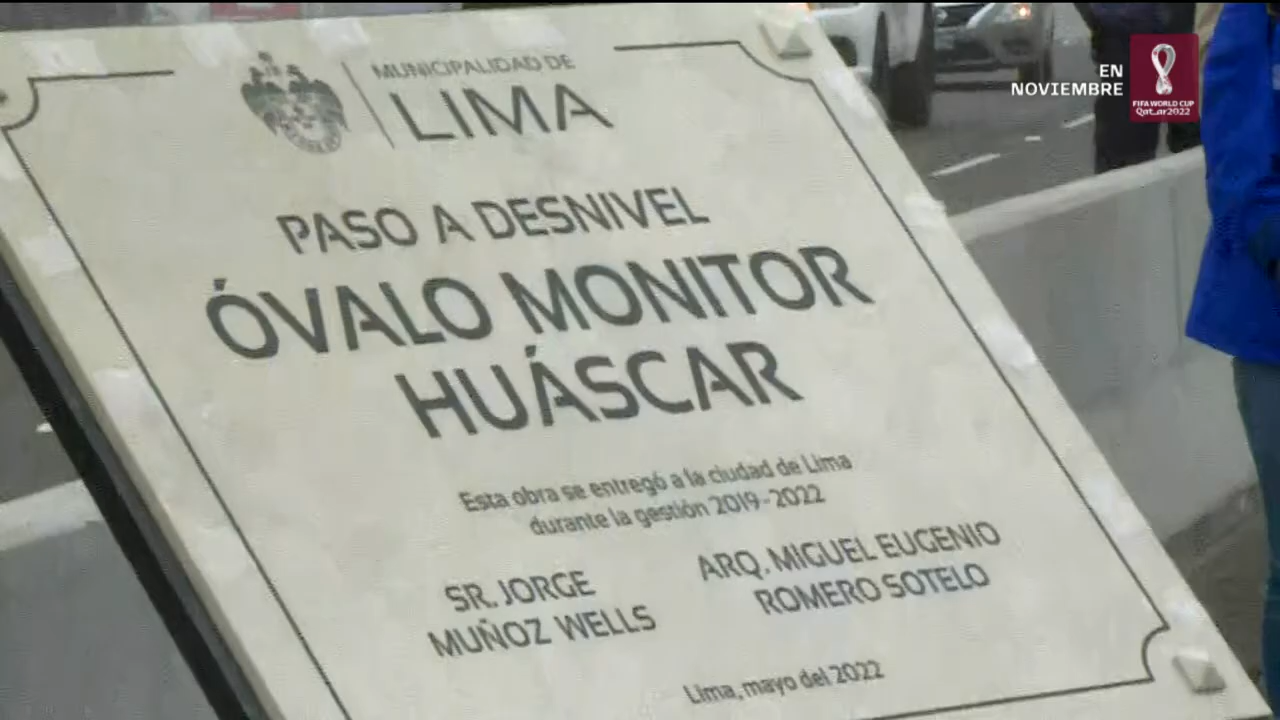 MUNICIPALIDAD DE
LIMA
PASO A DESNIVEL
ÓVALO MONITOR
HUÁSCAR
Esta obra se entregó a la ciudad de Lima
durante la gestión 2019-2022
SR. JORGE
MUÑOZ WELLS
ARQ. MIGUEL EUGENIO
ROMERO SOTELO
Lima, mayo del 2022
EN
NOVIEMBRE
FIFA WORLD CUP
Qatar2022